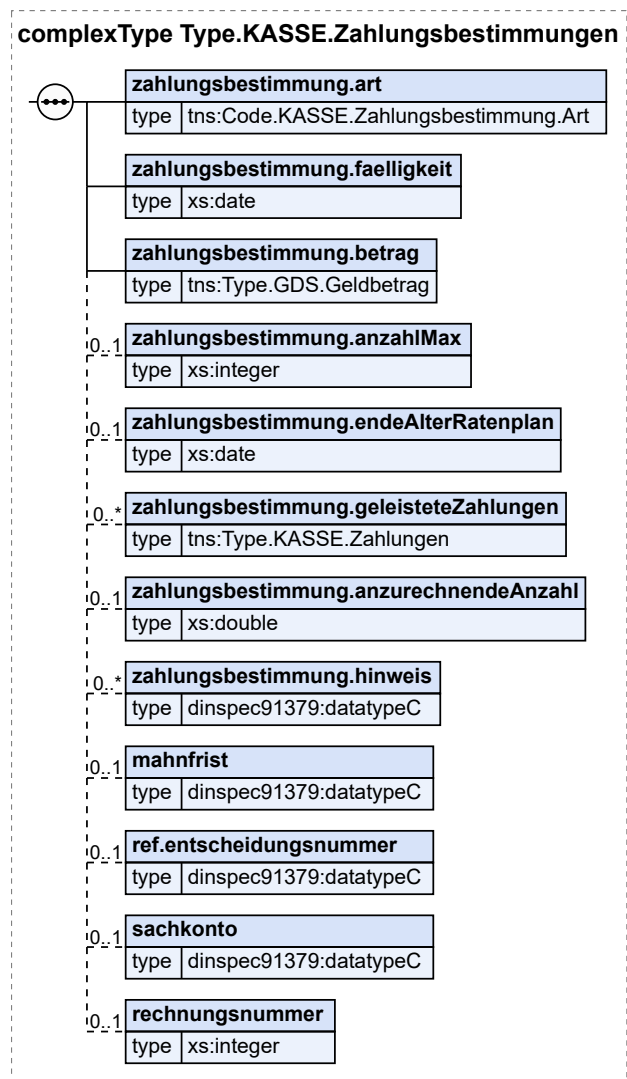 complexType Type.KASSE.Zahlungsbestimmungen
zahlungsbestimmung.art
type tns:Code.KASSE.Zahlungsbestimmung.Art
zahlungsbestimmung.faelligkeit
type xs:date
zahlungsbestimmung.betrag
type tns:Type.GDS.Geldbetrag
0..1 zahlungsbestimmung.anzahlMax
type xs:integer
0..1 zahlungsbestimmung.endeAlterRatenplan
type xs:date
0..* zahlungsbestimmung.geleisteteZahlungen
type tns:Type.KASSE.Zahlungen
0..1 zahlungsbestimmung.anzurechnendeAnzahl
type xs:double
0..* zahlungsbestimmung.hinweis
type dinspec91379:datatypeC
0..1 mahnfrist
type dinspec91379:datatypeC
0..1 ref.entscheidungsnummer
type dinspec91379:datatypeC
0..1 sachkonto
type dinspec91379:datatypeC
0..1 rechnungsnummer
type xs:integer